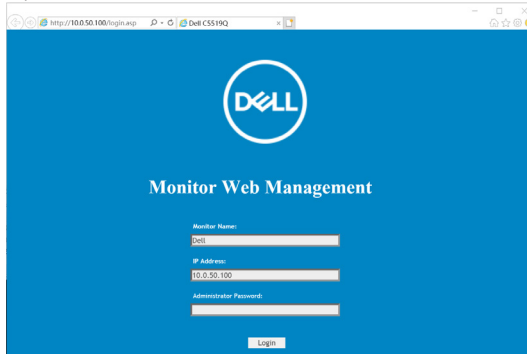 http://10.0.50.100/login.asp
Dell C5519Q
DELL
Monitor Web Management
Monitor Name:
Dell
IP Address:
10.0.50.100
Administrator Password:
Login